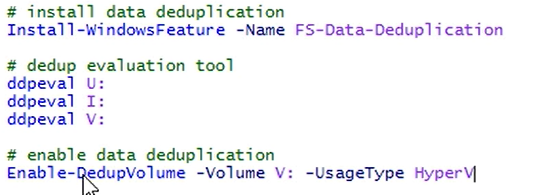 # install data deduplication
Install-WindowsFeature -Name FS-Data-Deduplication
# dedup evaluation tool
ddpeval U:
ddpeval I:
ddpeval V:
# enable data deduplication
Enable-DedupVolume -Volume V: -UsageType HyperV